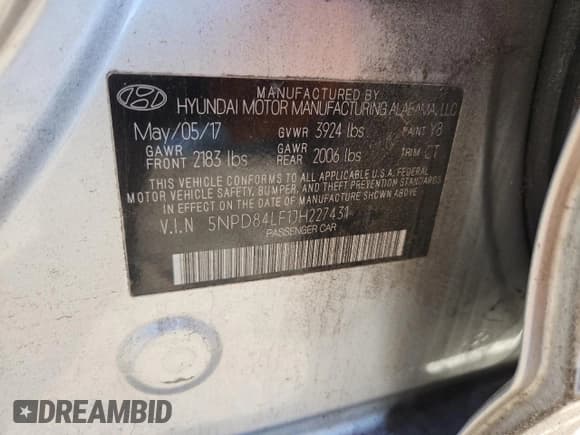 MANUFACTURED BY
HYUNDAI MOTOR MANUFACTURING ALABAMA, LLC
May/05/17 GVWR 3924 lbs PAINT Y8
GAWR FRONT 2183 lbs GAWR REAR 2006 lbs TRIM
THIS VEHICLE CONFORMS TO ALL APPLICABLE U.S.A. FEDERAL
MOTOR VEHICLE SAFETY, BUMPER, AND THEFT PREVENTION STANDARDS
IN EFFECT ON THE DATE OF MANUFACTURE SHOWN ABOVE
V.I.N 5NPD84LF1JH227431
PASSENGER CAR
DREAMBID